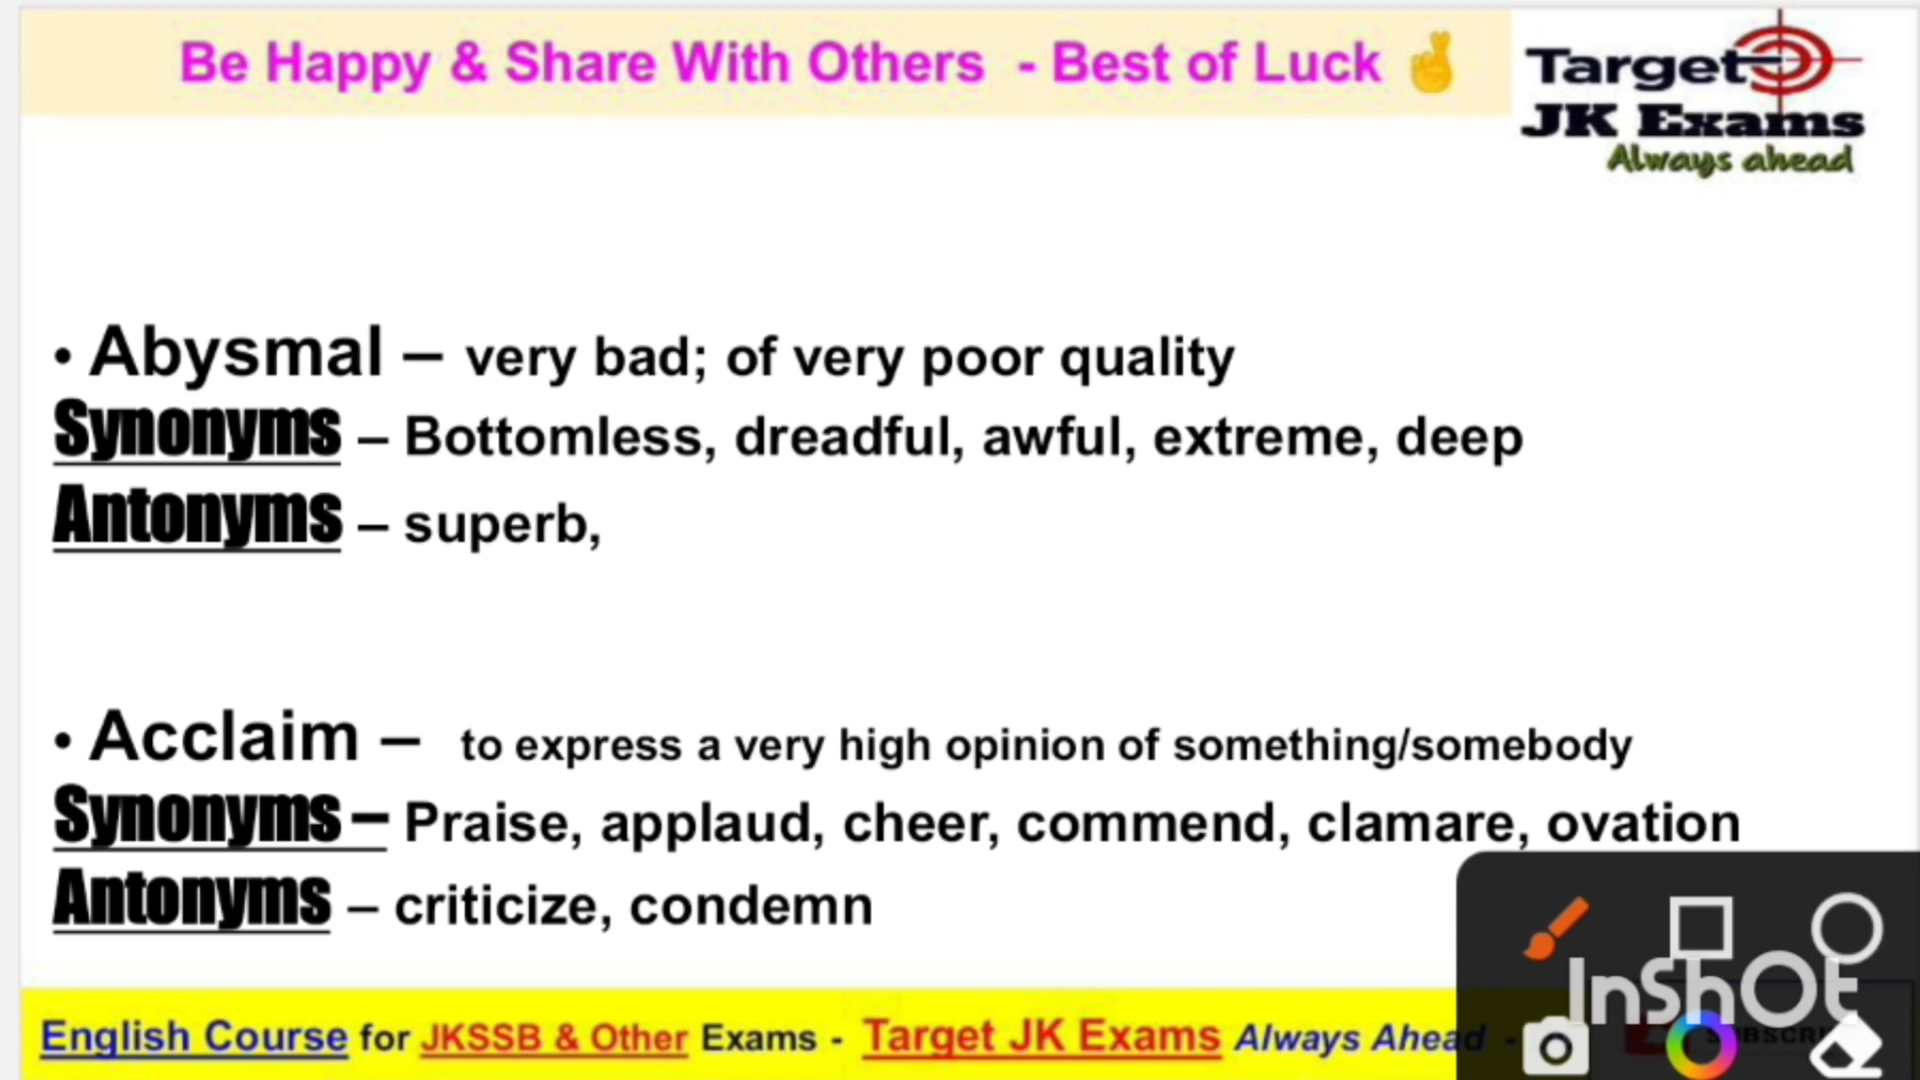 Be Happy & Share With Others - Best of Luck 🤞
Target
JK Exams
Always ahead
• Abysmal – very bad; of very poor quality
Synonyms – Bottomless, dreadful, awful, extreme, deep
Antonyms – superb,
• Acclaim – to express a very high opinion of something/somebody
Synonyms – Praise, applaud, cheer, commend, clamare, ovation
Antonyms – criticize, condemn
InShOt
English Course for JKSSB & Other Exams - Target JK Exams Always Ahead -